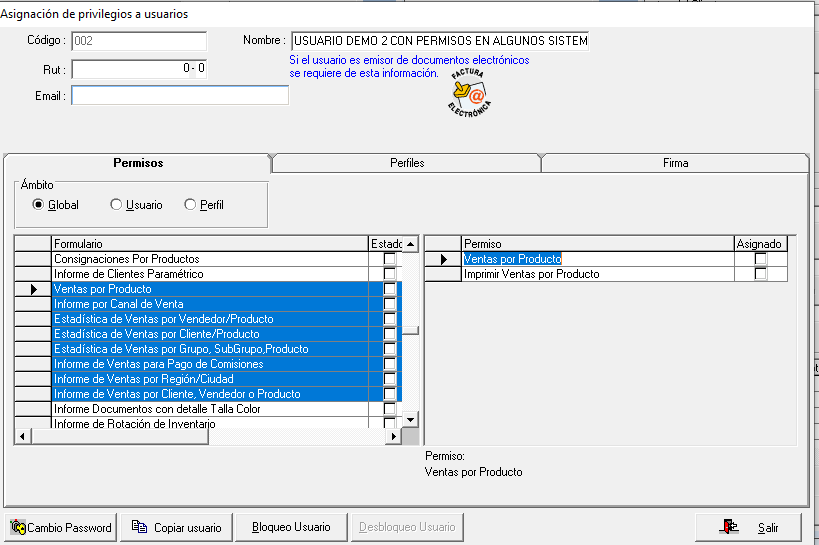 Asignación de privilegios a usuarios
Código : 002
Nombre : USUARIO DEMO 2 CON PERMISOS EN ALGUNOS SISTEM
Si el usuario es emisor de documentos electrónicos
se requiere de esta información.
Rut : 0-0
Email :
FACTURA
ELECTRÓNICA
Permisos
Perfiles
Firma
Ámbito
Global
Usuario
Perfil
Formulario Estado
Consignaciones Por Productos
Informe de Clientes Paramétrico
Ventas por Producto
Informe por Canal de Venta
Estadística de Ventas por Vendedor/Producto
Estadística de Ventas por Cliente/Producto
Estadística de Ventas por Grupo, SubGrupo,Producto
Informe de Ventas para Pago de Comisiones
Informe de Ventas por Región/Ciudad
Informe de Ventas por Cliente, Vendedor o Producto
Informe Documentos con detalle Talla Color
Informe de Rotación de Inventario
Permiso Asignado
Ventas por Producto
Imprimir Ventas por Producto
Permiso:
Ventas por Producto
Cambio Password
Copiar usuario
Bloqueo Usuario
Desbloqueo Usuario
Salir